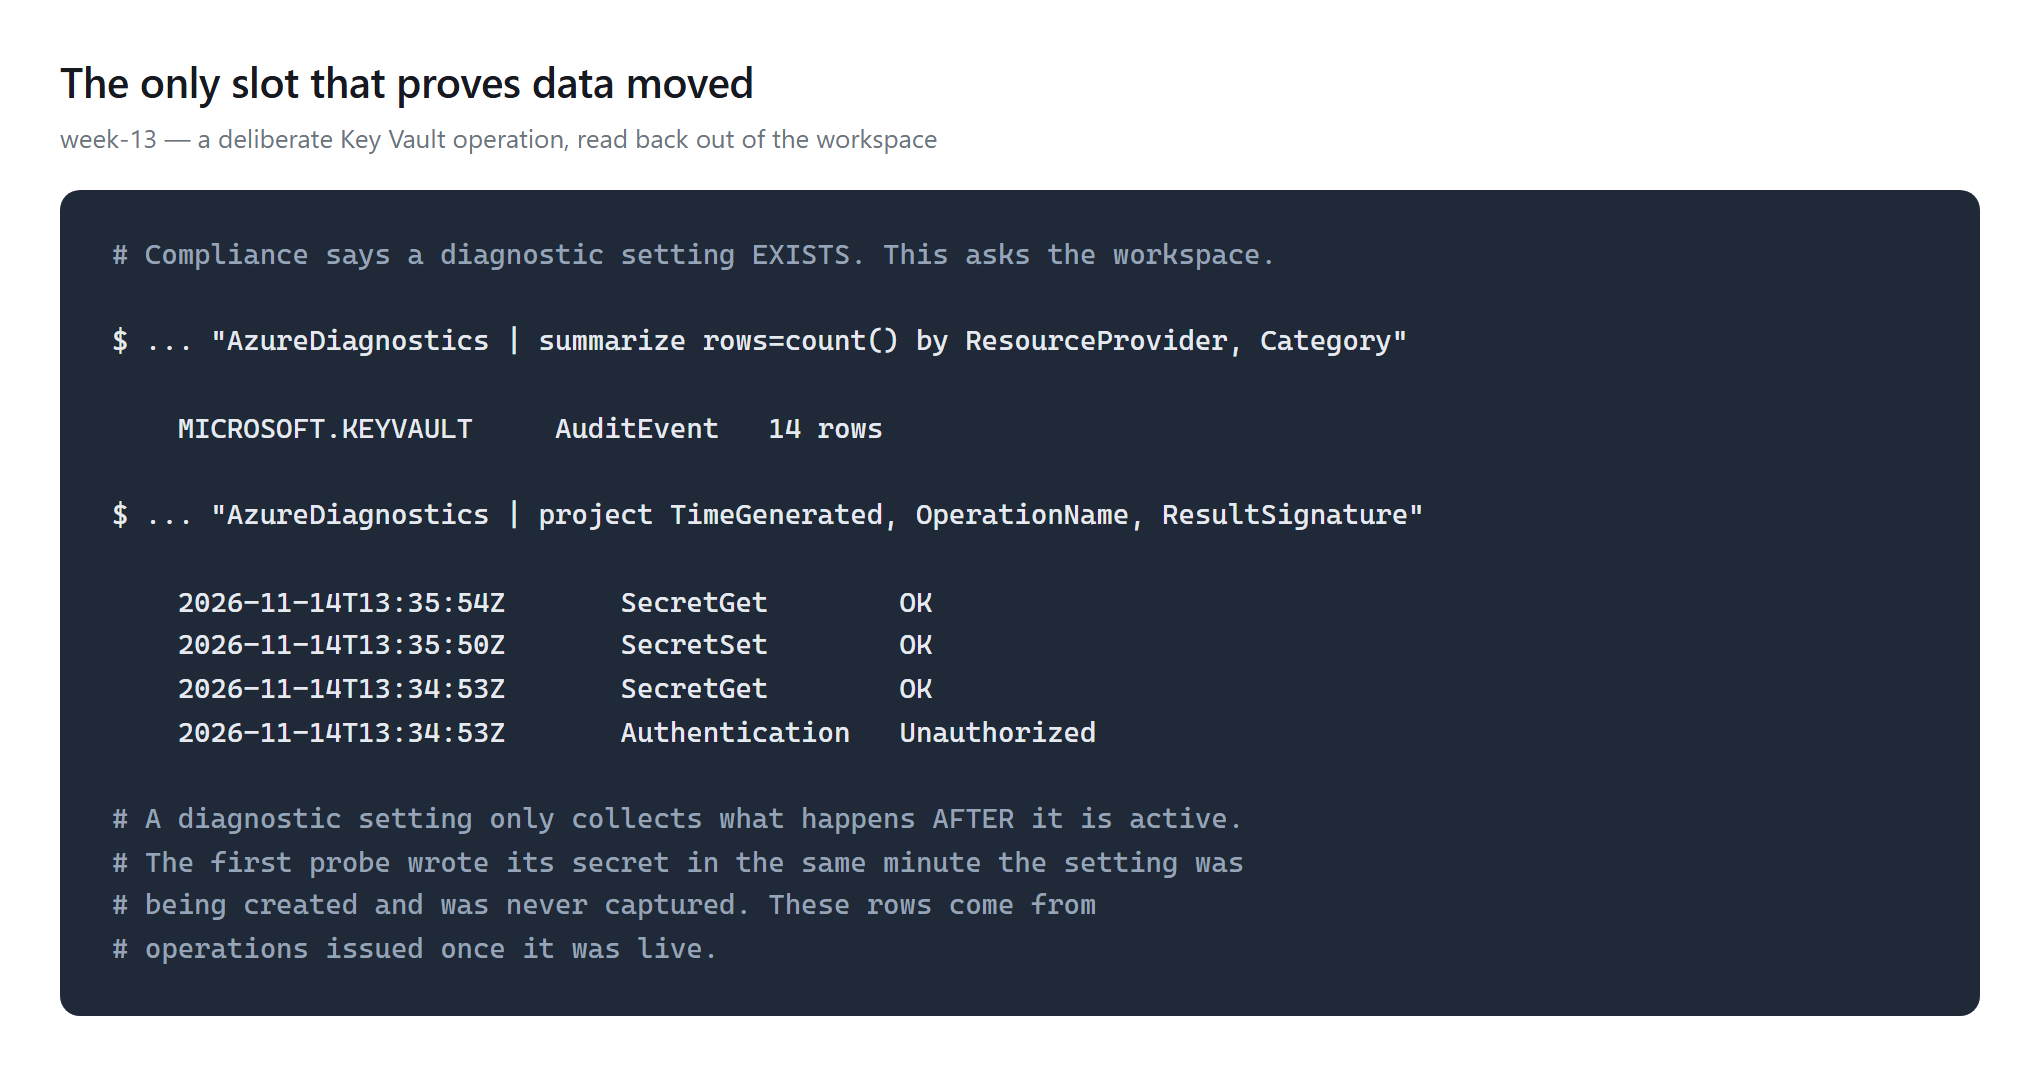 The only slot that proves data moved
week-13 — a deliberate Key Vault operation, read back out of the workspace
# Compliance says a diagnostic setting EXISTS. This asks the workspace.
$ ... "AzureDiagnostics | summarize rows=count() by ResourceProvider, Category"
MICROSOFT.KEYVAULT     AuditEvent   14 rows
$ ... "AzureDiagnostics | project TimeGenerated, OperationName, ResultSignature"
2026-11-14T13:35:54Z       SecretGet        OK
2026-11-14T13:35:50Z       SecretSet        OK
2026-11-14T13:34:53Z       SecretGet        OK
2026-11-14T13:34:53Z       Authentication   Unauthorized
# A diagnostic setting only collects what happens AFTER it is active.
# The first probe wrote its secret in the same minute the setting was
# being created and was never captured. These rows come from
# operations issued once it was live.